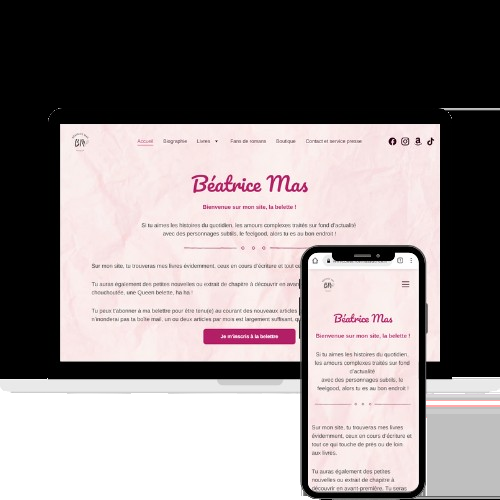 Accueil Biographie Livres Fans de romans Boutique Contact et service presse
Béatrice Mas
Bienvenue sur mon site, la belette !
Si tu aimes les histoires du quotidien, les amours complexes traités sur fond d'actualité
avec des personnages subtils, le feelgood, alors tu es au bon endroit !
Sur mon site, tu trouveras mes livres évidemment, ceux en cours d'écriture et tout
Tu auras également des petites nouvelles ou extrait de chapitre à découvrir en
chouchoutée, une Queen belette, ha ha !
Tu peux t'abonner à ma belotte pour être tenu(e) au courant des nouveaux articles
n'inonderai pas ta boîte mail, un ou deux articles par mois est largement suffisant,
Je m'inscris à la belette
Béatrice Mas
Bienvenue sur mon site, la belette !
Si tu aimes les histoires du quotidien,
les amours complexes traités sur fond
d'actualité
avec des personnages subtils, le
feelgood, alors tu es au bon endroit !
Sur mon site, tu trouveras mes livres
évidemment, ceux en cours d'écriture et
tout ce qui touche de près ou de loin
aux livres.
Tu auras également des petites
nouvelles ou extrait de chapitre à
découvrir en avant-première. Tu seras